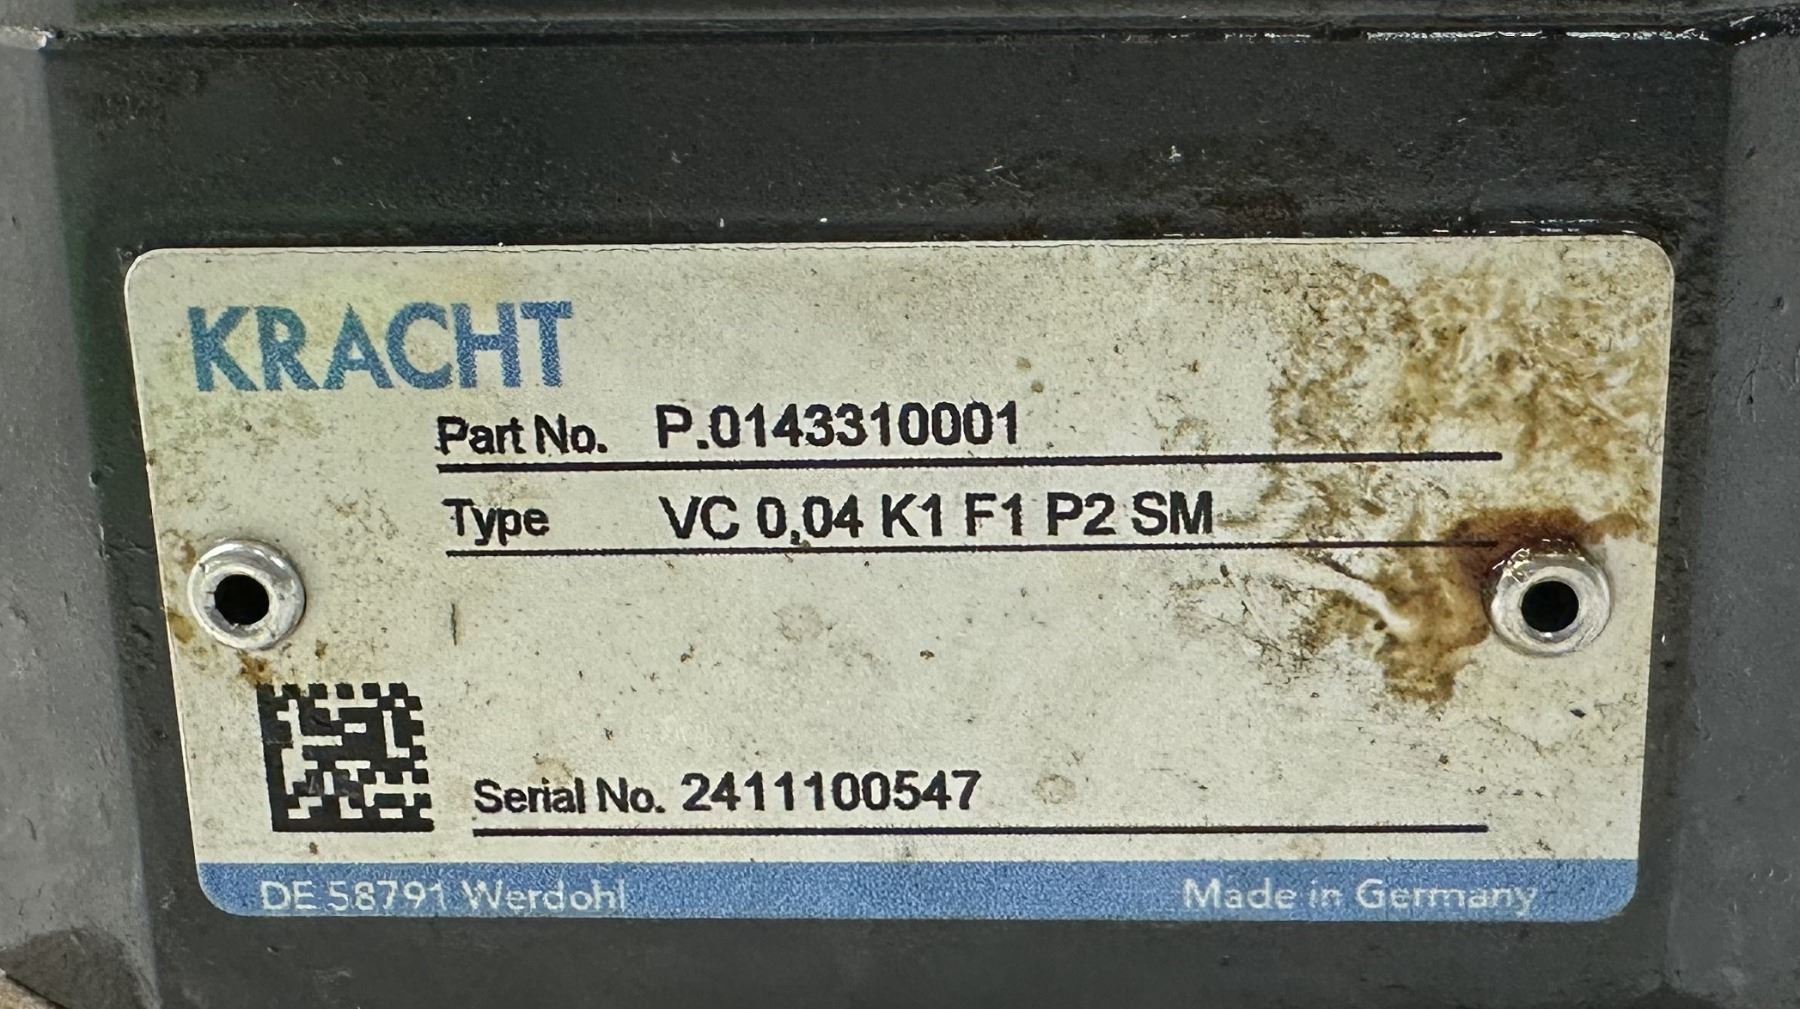 KRACHT
Part No. P.0143310001
Type VC 0,04 K1 F1 P2 SM
Serial No. 2411100547
DE 58791 Werdohl Made in Germany